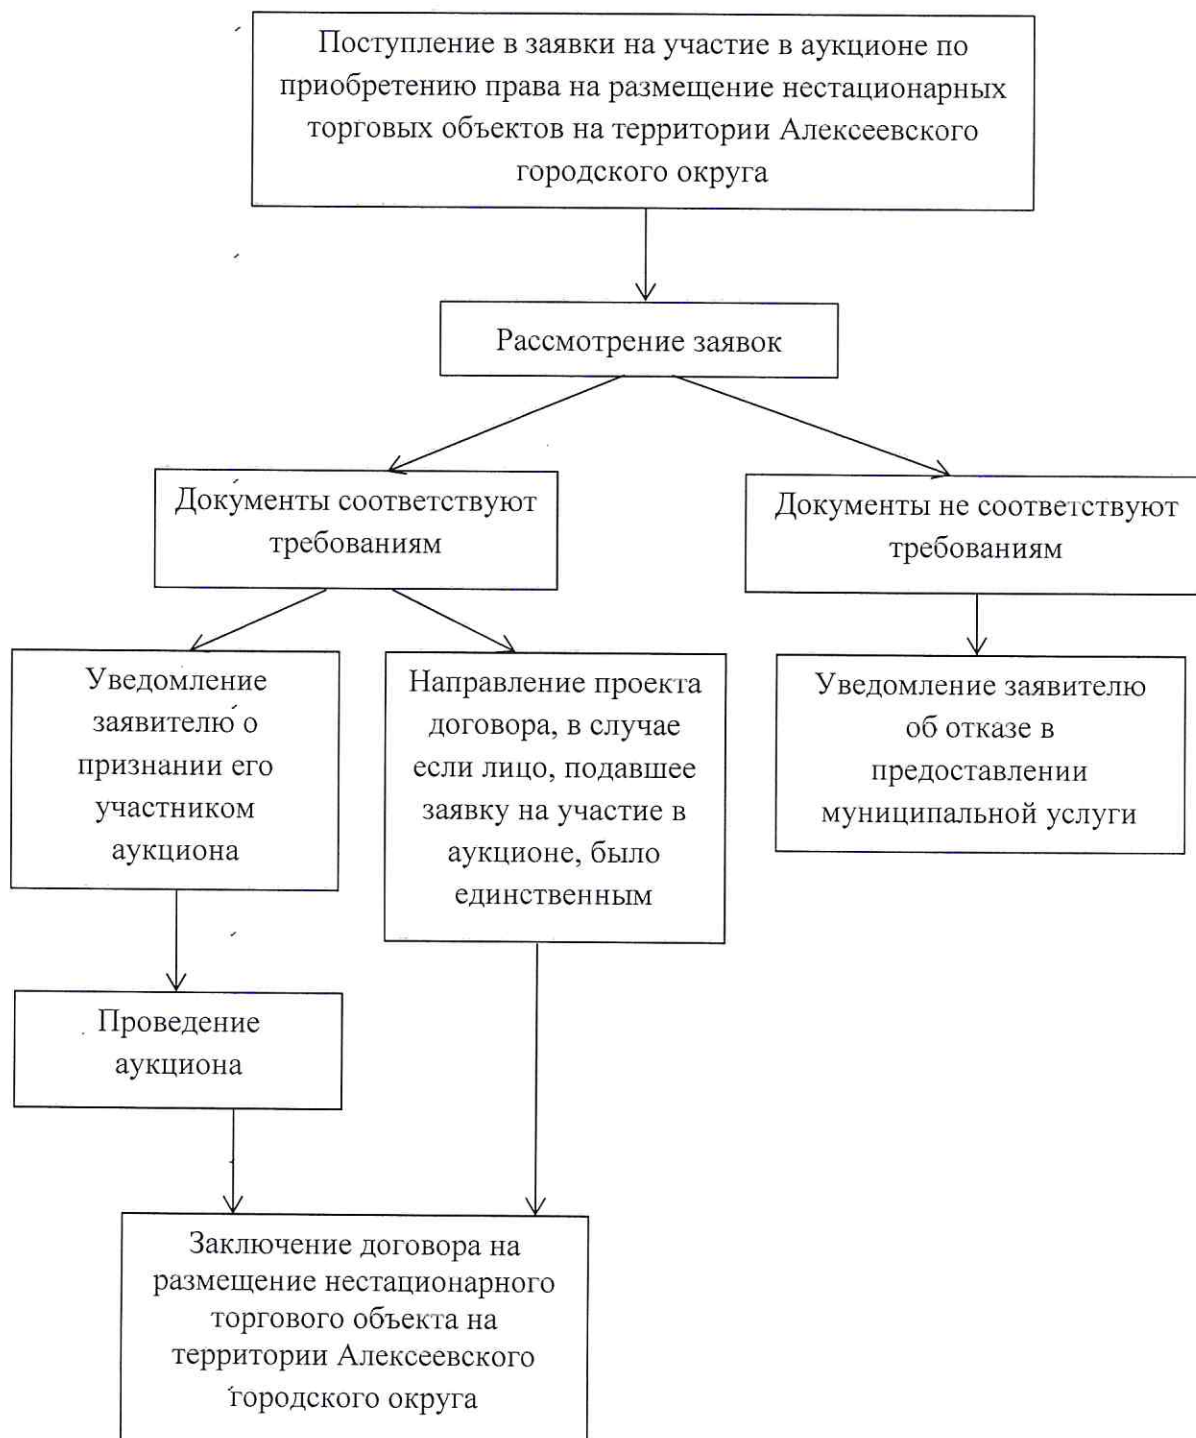 Поступление в заявки на участие в аукционе по
приобретению права на размещение нестационарных
торговых объектов на территории Алексеевского
городского округа
Рассмотрение заявок
Документы соответствуют
требованиям
Документы не соответствуют
требованиям
Уведомление
заявителю о
признании его
участником
аукциона
Направление проекта
договора, в случае
если лицо, подавшее
заявку на участие в
аукционе, было
единственным
Уведомление заявителю
об отказе в
предоставлении
муниципальной услуги
Проведение
аукциона
Заключение договора на
размещение нестационарного
торгового объекта на
территории Алексеевского
городского округа